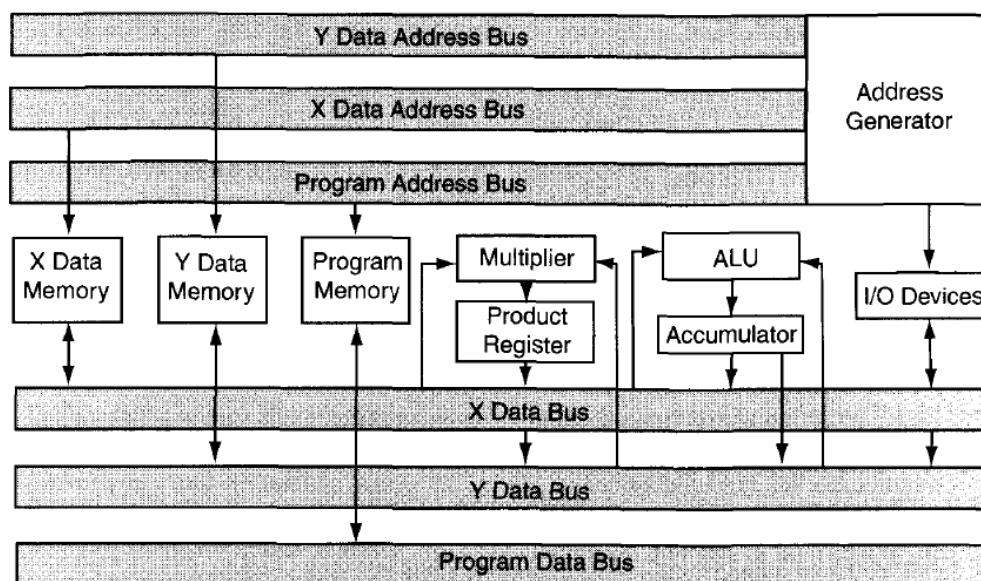 Y Data Address Bus
X Data Address Bus
Address
Generator
Program Address Bus
X Data
Memory
Y Data
Memory
Program
Memory
Multiplier
Product
Register
ALU
Accumulator
I/O Devices
X Data Bus
Y Data Bus
Program Data Bus